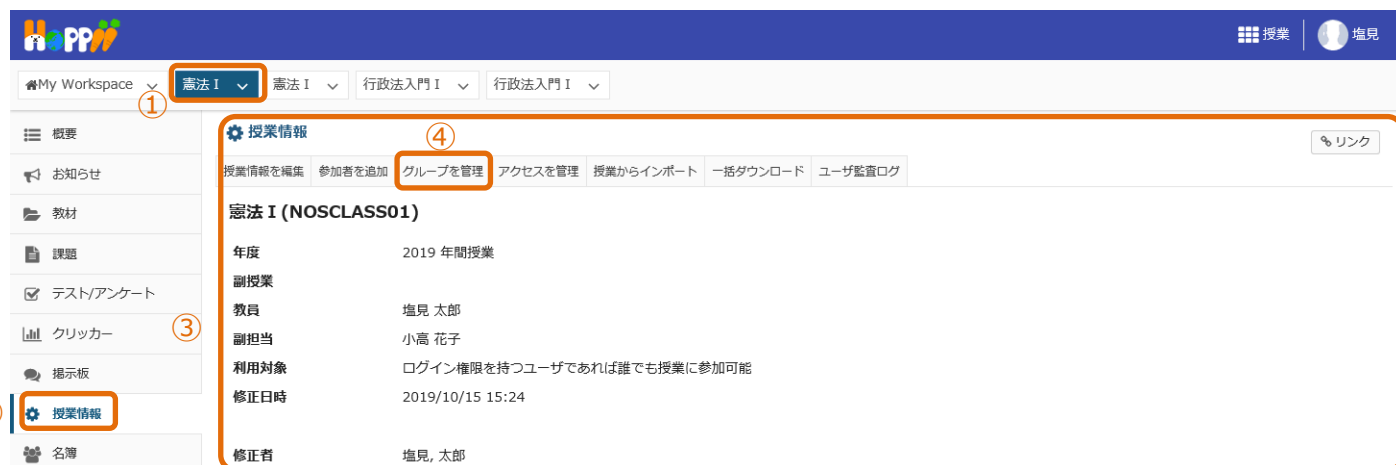 Hoppii
授業
塩見
My Workspace
憲法 I
憲法 I
行政法入門 I
行政法入門 I
①
概要
お知らせ
教材
課題
テスト/アンケート
クリッカー
掲示板
授業情報
名簿
③
授業情報
④
リンク
授業情報を編集 参加者を追加 グループを管理 アクセスを管理 授業からインポート 一括ダウンロード ユーザ監査ログ
憲法 I (NOSCLASS01)
年度 2019 年間授業
副授業
教員 塩見 太郎
副担当 小高 花子
利用対象 ログイン権限を持つユーザであれば誰でも授業に参加可能
修正日時 2019/10/15 15:24
修正者 塩見, 太郎